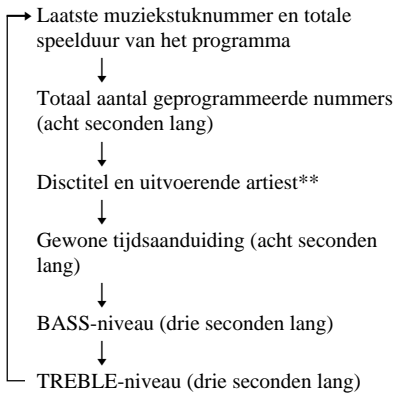 Laatste muziekstuknummer en totale
speelduur van het programma
Totaal aantal geprogrammeerde nummers
(acht seconden lang)
Disctitel en uitvoerende artiest**
Gewone tijdsaanduiding (acht seconden
lang)
BASS-niveau (drie seconden lang)
TREBLE-niveau (drie seconden lang)